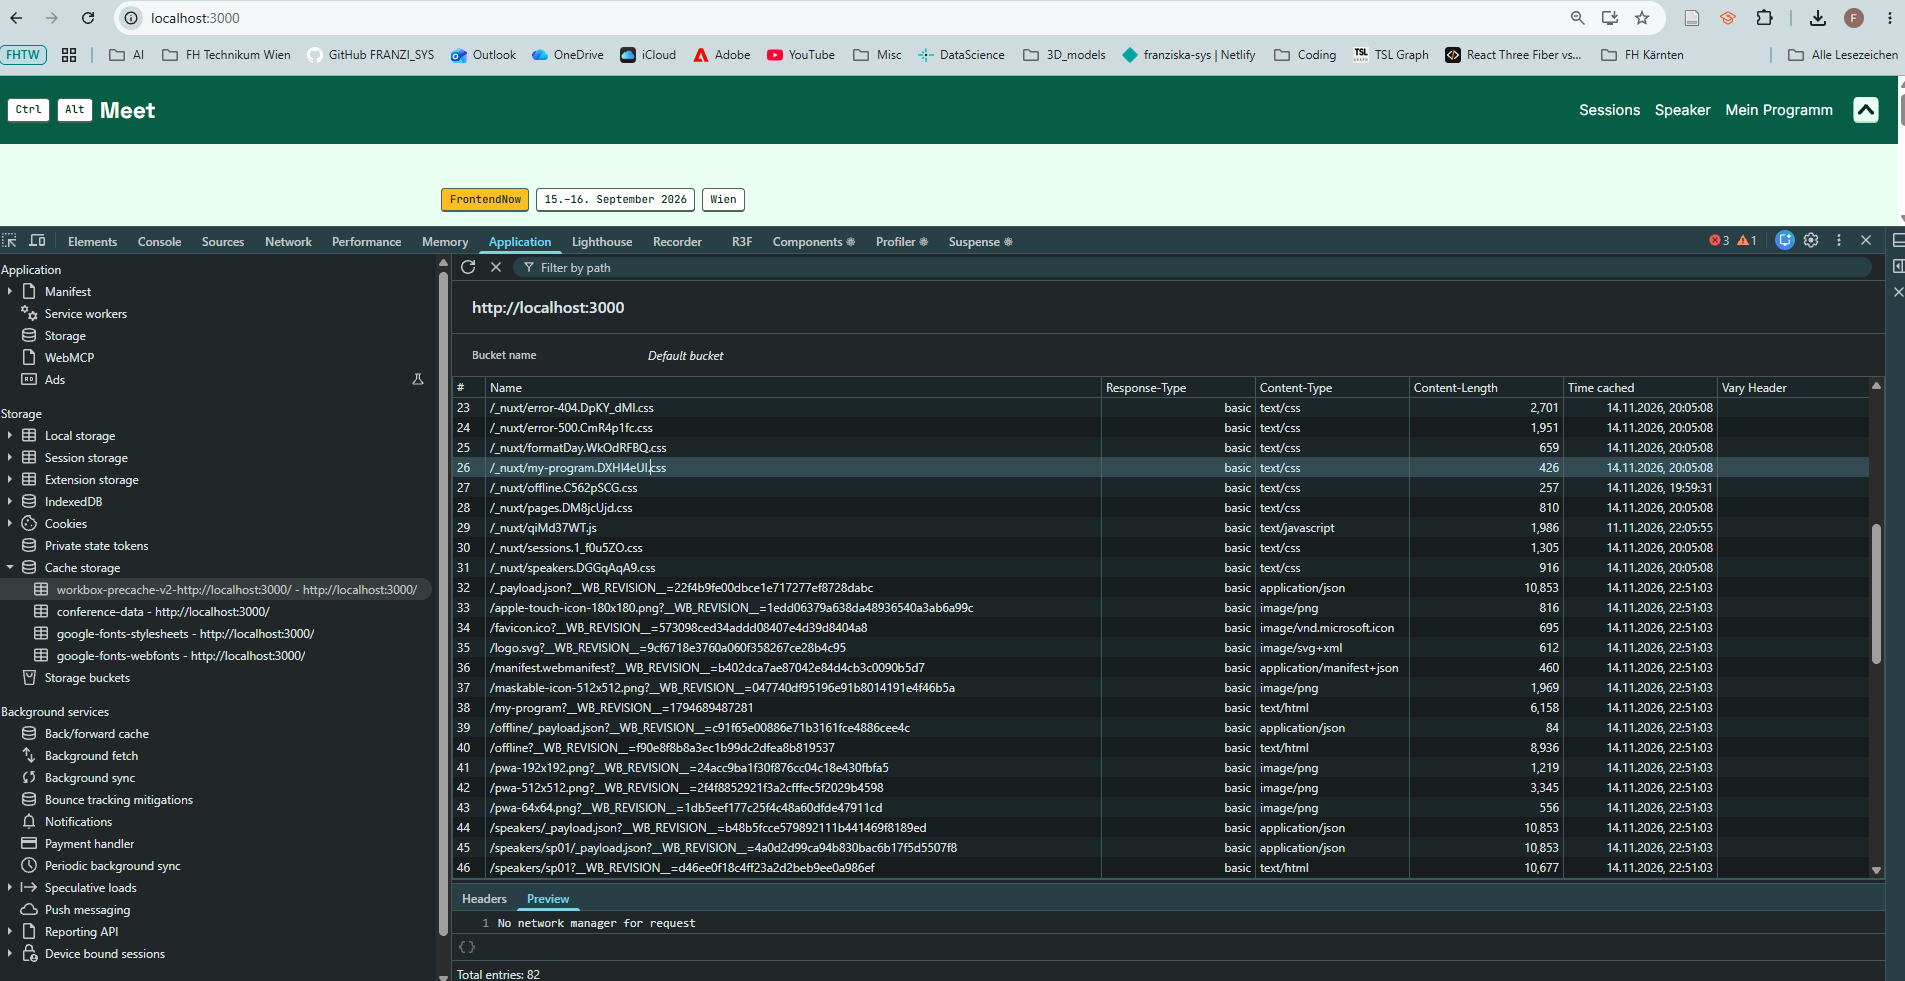 localhost:3000
F
FHTW
AI
FH Technikum Wien
GitHub FRANZI_SYS
Outlook
OneDrive
iCloud
Adobe
YouTube
Misc
DataScience
3D_models
franziska-sys | Netlify
Coding
TSL Graph
React Three Fiber vs...
FH Kärnten
Alle Lesezeichen
Ctrl Alt Meet
Sessions Speaker Mein Programm
FrontendNow 15.–16. September 2026 Wien
Elements Console Sources Network Performance Memory Application Lighthouse Recorder R3F Components Profiler Suspense 3 1
Application
Manifest
Service workers
Storage
WebMCP
Ads
Storage
Local storage
Session storage
Extension storage
IndexedDB
Cookies
Private state tokens
Cache storage
workbox-precache-v2-http://localhost:3000/ - http://localhost:3000/
conference-data - http://localhost:3000/
google-fonts-stylesheets - http://localhost:3000/
google-fonts-webfonts - http://localhost:3000/
Storage buckets
Background services
Back/forward cache
Background fetch
Background sync
Bounce tracking mitigations
Notifications
Payment handler
Periodic background sync
Speculative loads
Push messaging
Reporting API
Device bound sessions
Filter by path
http://localhost:3000
Bucket name Default bucket
# Name Response-Type Content-Type Content-Length Time cached Vary Header
23 /_nuxt/error-404.DpKY_dMl.css basic text/css 2,701 14.11.2026, 20:05:08
24 /_nuxt/error-500.CmR4p1fc.css basic text/css 1,951 14.11.2026, 20:05:08
25 /_nuxt/formatDay.WkOdRFBQ.css basic text/css 659 14.11.2026, 20:05:08
26 /_nuxt/my-program.DXHl4eUl.css basic text/css 426 14.11.2026, 20:05:08
27 /_nuxt/offline.C562pSCG.css basic text/css 257 14.11.2026, 19:59:31
28 /_nuxt/pages.DM8jcUjd.css basic text/css 810 14.11.2026, 20:05:08
29 /_nuxt/qiMd37WT.js basic text/javascript 1,986 11.11.2026, 22:05:55
30 /_nuxt/sessions.1_f0u5ZO.css basic text/css 1,305 14.11.2026, 20:05:08
31 /_nuxt/speakers.DGGqAqA9.css basic text/css 916 14.11.2026, 20:05:08
32 /_payload.json?__WB_REVISION__=22f4b9fe00dbce1e717277ef8728dabc basic application/json 10,853 14.11.2026, 22:51:03
33 /apple-touch-icon-180x180.png?__WB_REVISION__=1edd06379a638da48936540a3ab6a99c basic image/png 816 14.11.2026, 22:51:03
34 /favicon.ico?__WB_REVISION__=573098ced34addd08407e4d39d8404a8 basic image/vnd.microsoft.icon 695 14.11.2026, 22:51:03
35 /logo.svg?__WB_REVISION__=9cf6718e3760a060f358267ce28b4c95 basic image/svg+xml 612 14.11.2026, 22:51:03
36 /manifest.webmanifest?__WB_REVISION__=b402dca7ae87042e84d4cb3c0090b5d7 basic application/manifest+json 460 14.11.2026, 22:51:03
37 /maskable-icon-512x512.png?__WB_REVISION__=047740df95196e91b8014191e4f46b5a basic image/png 1,969 14.11.2026, 22:51:03
38 /my-program?__WB_REVISION__=1794689487281 basic text/html 6,158 14.11.2026, 22:51:03
39 /offline/_payload.json?__WB_REVISION__=c91f65e00886e71b3161fce4886cee4c basic application/json 84 14.11.2026, 22:51:03
40 /offline?__WB_REVISION__=f90e8f8b8a3ec1b99dc2dfea8b819537 basic text/html 8,936 14.11.2026, 22:51:03
41 /pwa-192x192.png?__WB_REVISION__=24acc9ba1f30f876cc04c18e430fbfa5 basic image/png 1,219 14.11.2026, 22:51:03
42 /pwa-512x512.png?__WB_REVISION__=2f4f8852921f3a2cfffec5f2029b4598 basic image/png 3,345 14.11.2026, 22:51:03
43 /pwa-64x64.png?__WB_REVISION__=1db5eef177c25f4c48a60dfde47911cd basic image/png 556 14.11.2026, 22:51:03
44 /speakers/_payload.json?__WB_REVISION__=b48b5fcce579892111b441469f8189ed basic application/json 10,853 14.11.2026, 22:51:03
45 /speakers/sp01/_payload.json?__WB_REVISION__=4a0d2d99ca94b830bac6b17f5d5507f8 basic application/json 10,853 14.11.2026, 22:51:03
46 /speakers/sp01?__WB_REVISION__=d46ee0f18c4ff23a2d2beb9ee0a986ef basic text/html 10,677 14.11.2026, 22:51:03
Headers Preview
1 No network manager for request
{}
Total entries: 82